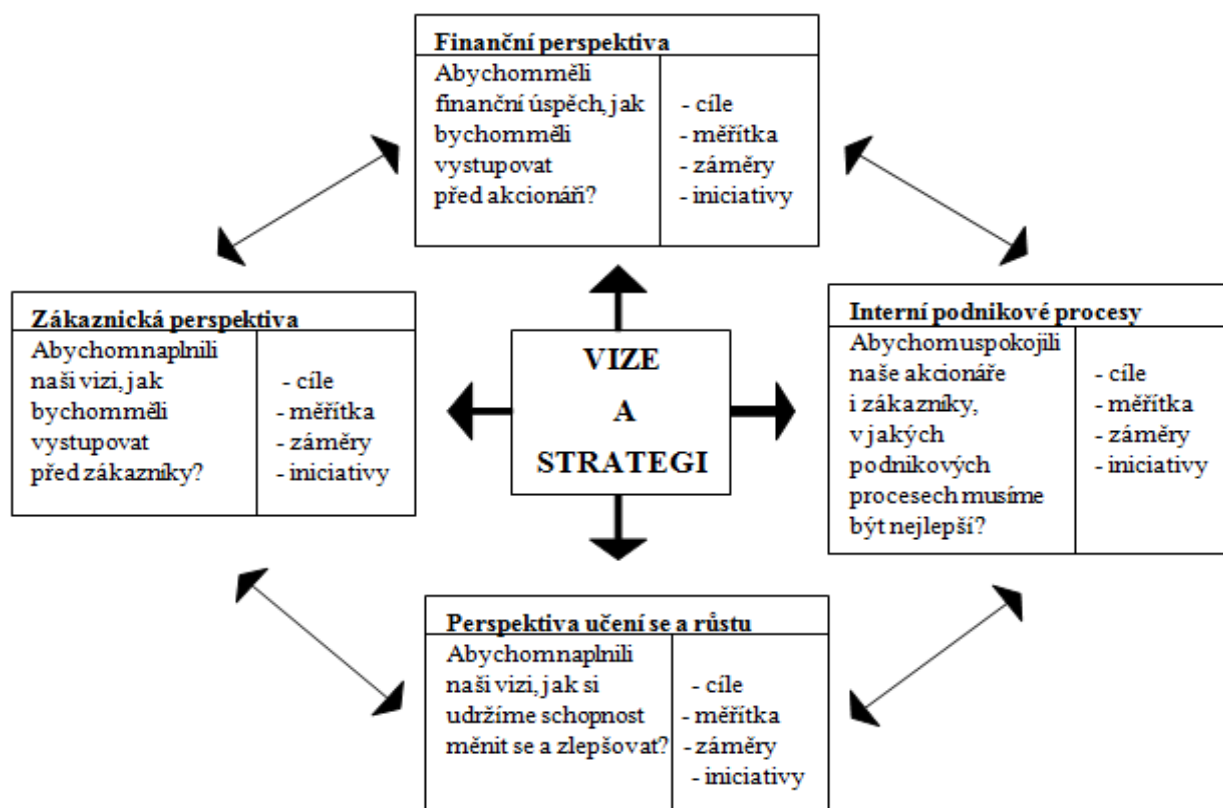 Finanční perspektiva
Abychomměli
finanční úspěch, jak
bychomměli
vystupovat
před akcionáři?
- cíle
- měřítka
- záměry
- iniciativy
Zákaznická perspektiva
Abychomnaplnili
naši vizi, jak
bychomměli
vystupovat
před zákazníky?
- cíle
- měřítka
- záměry
- iniciativy
VIZE
A
STRATEGI
Interní podnikové procesy
Abychomuspokojili
naše akcionáře
i zákazníky,
v jakých
podnikových
procesech musíme
být nejlepší?
- cíle
- měřítka
- záměry
- iniciativy
Perspektiva učení se a růstu
Abychomnaplnili
naši vizi, jak si
udržíme schopnost
měnit se a zlepšovat?
- cíle
- měřítka
- záměry
- iniciativy